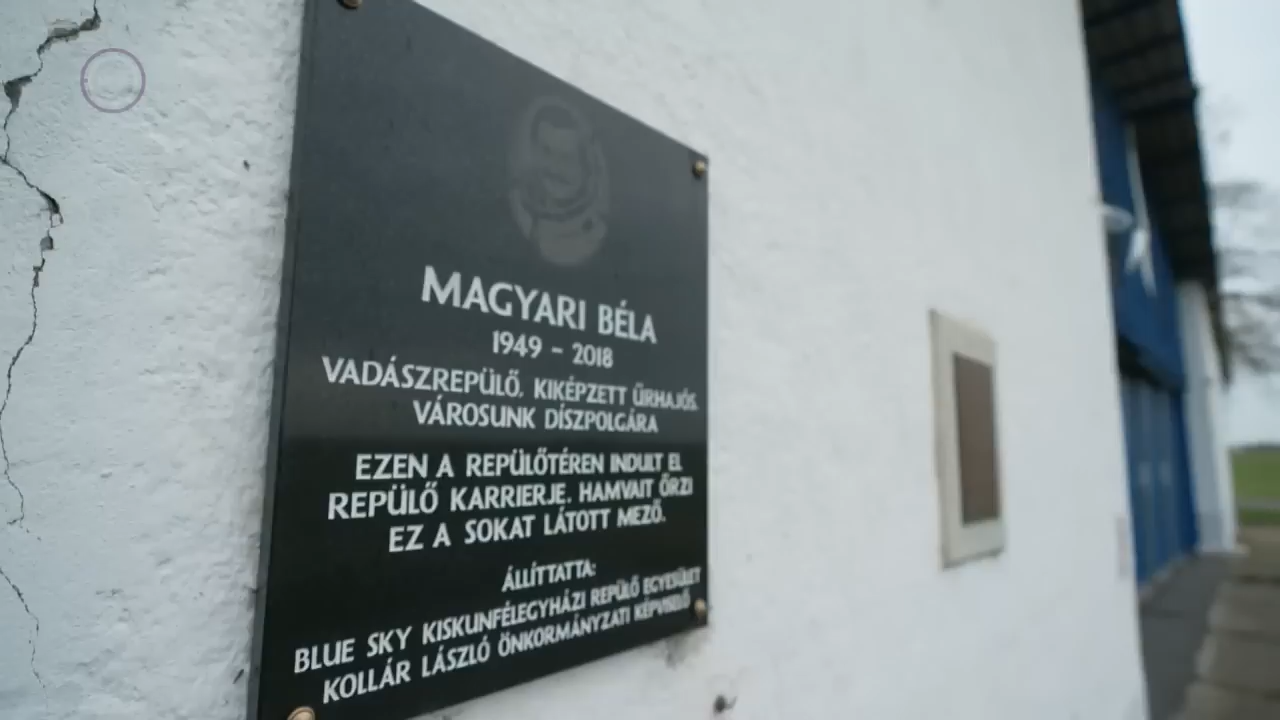 MAGYARI BÉLA
1949 - 2018
VADÁSZREPÜLŐ, KIKÉPZETT ŰRHAJÓS,
VÁROSUNK DÍSZPOLGÁRA
EZEN A REPÜLŐTÉREN INDULT EL
REPÜLŐ KARRIERJE. HAMVAIT ŐRZI
EZ A SOKAT LÁTOTT MEZŐ.
ÁLLÍTTATTA:
BLUE SKY KISKUNFÉLEGYHÁZI REPÜLŐ EGYESÜLET
KOLLÁR LÁSZLÓ ÖNKORMÁNYZATI KÉPVISELŐ